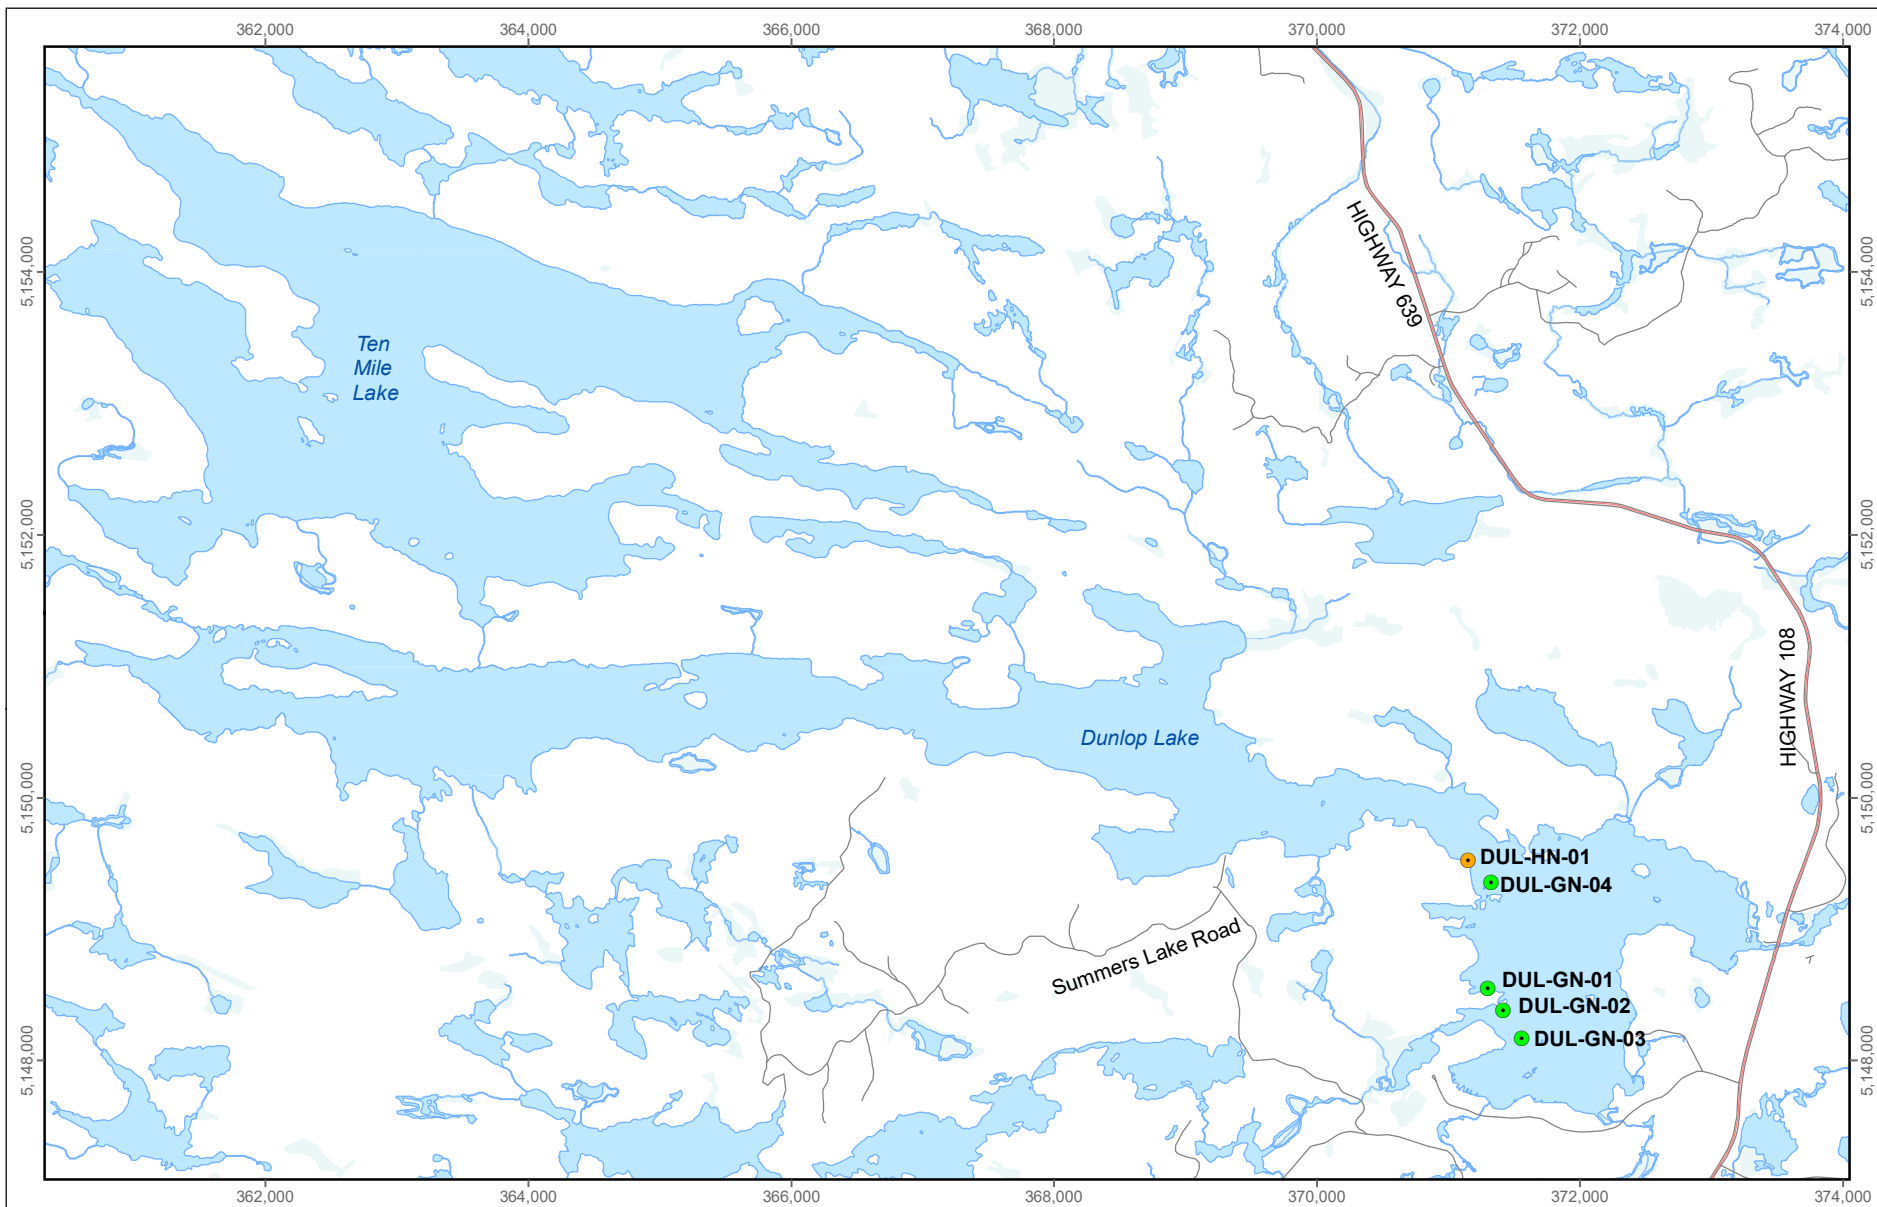 362,000 364,000 366,000 368,000 370,000 372,000 374,000
HIGHWAY 639
5,154,000 5,154,000
Ten
Mile
Lake
5,152,000 5,152,000
HIGHWAY 108
Dunlop Lake
5,150,000 5,150,000
DUL-HN-01
DUL-GN-04
Summers Lake Road
DUL-GN-01
DUL-GN-02
DUL-GN-03
5,148,000 5,148,000
362,000 364,000 366,000 368,000 370,000 372,000 374,000